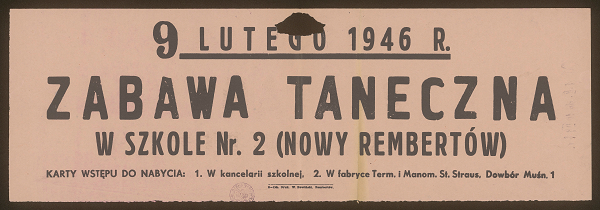 9 LUTEGO 1946 R.
ZABAWA TANECZNA
W SZKOLE Nr. 2 (NOWY REMBERTÓW)
KARTY WSTĘPU DO NABYCIA: 1. W kancelarii szkolnej, 2. W fabryce Term. i Manom. St. Straus, Dowbór Muśn. 1